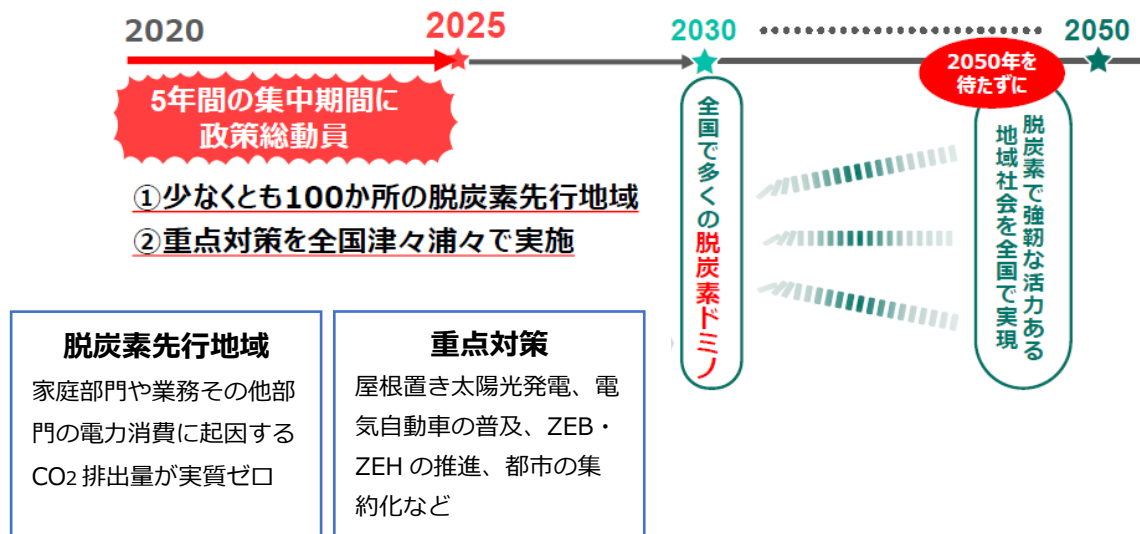 2020
2025
2030
2050
5年間の集中期間に
政策総動員
①少なくとも100か所の脱炭素先行地域
②重点対策を全国津々浦々で実施
全国で多くの脱炭素ドミノ
2050年を
待たずに
脱炭素で強靭な活力ある
地域社会を全国で実現
脱炭素先行地域
家庭部門や業務その他部
門の電力消費に起因する
CO2 排出量が実質ゼロ
重点対策
屋根置き太陽光発電、電
気自動車の普及、ZEB・
ZEH の推進、都市の集
約化など